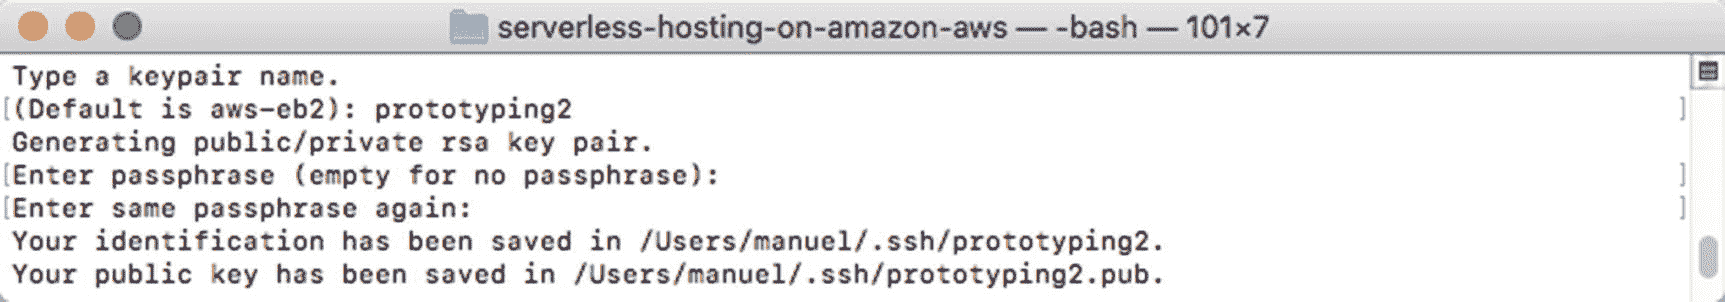 serverless-hosting-on-amazon-aws — -bash — 101×7
Type a keypair name.
[(Default is aws-eb2): prototyping2 ]
Generating public/private rsa key pair.
[Enter passphrase (empty for no passphrase): ]
[Enter same passphrase again: ]
Your identification has been saved in /Users/manuel/.ssh/prototyping2.
Your public key has been saved in /Users/manuel/.ssh/prototyping2.pub.